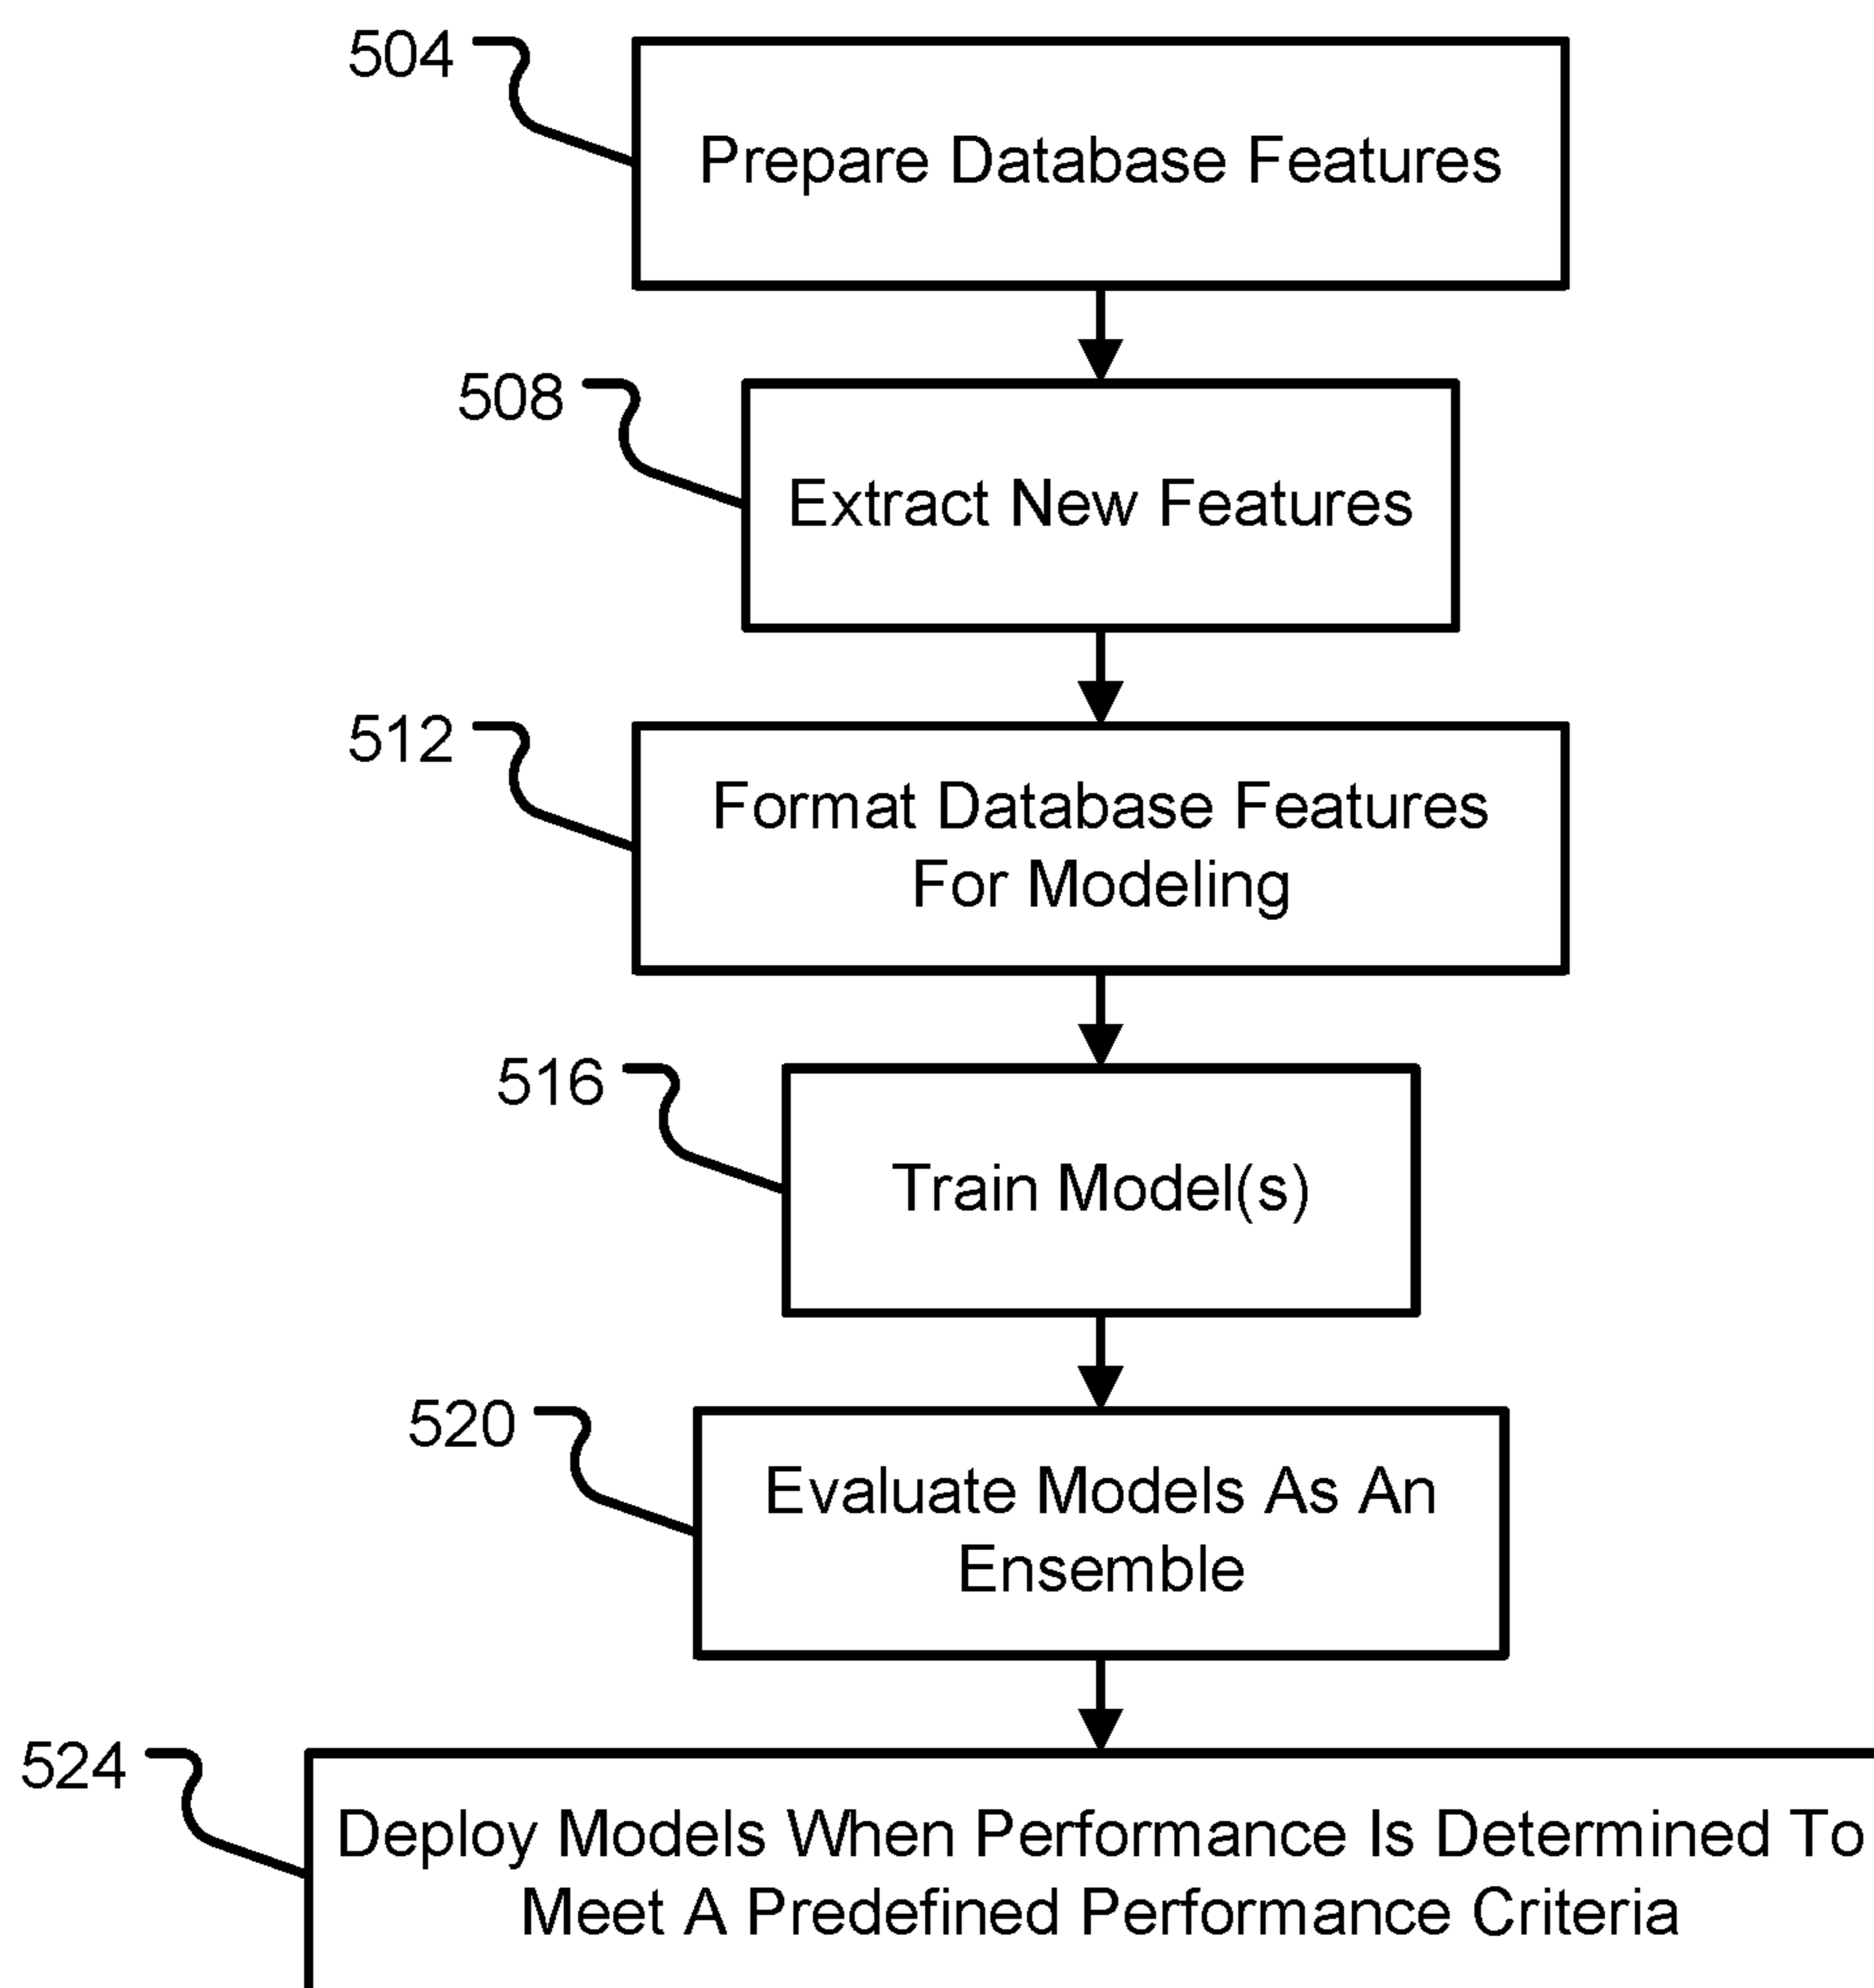 504
Prepare Database Features
508
Extract New Features
512
Format Database Features
For Modeling
516
Train Model(s)
520
Evaluate Models As An
Ensemble
524
Deploy Models When Performance Is Determined To
Meet A Predefined Performance Criteria